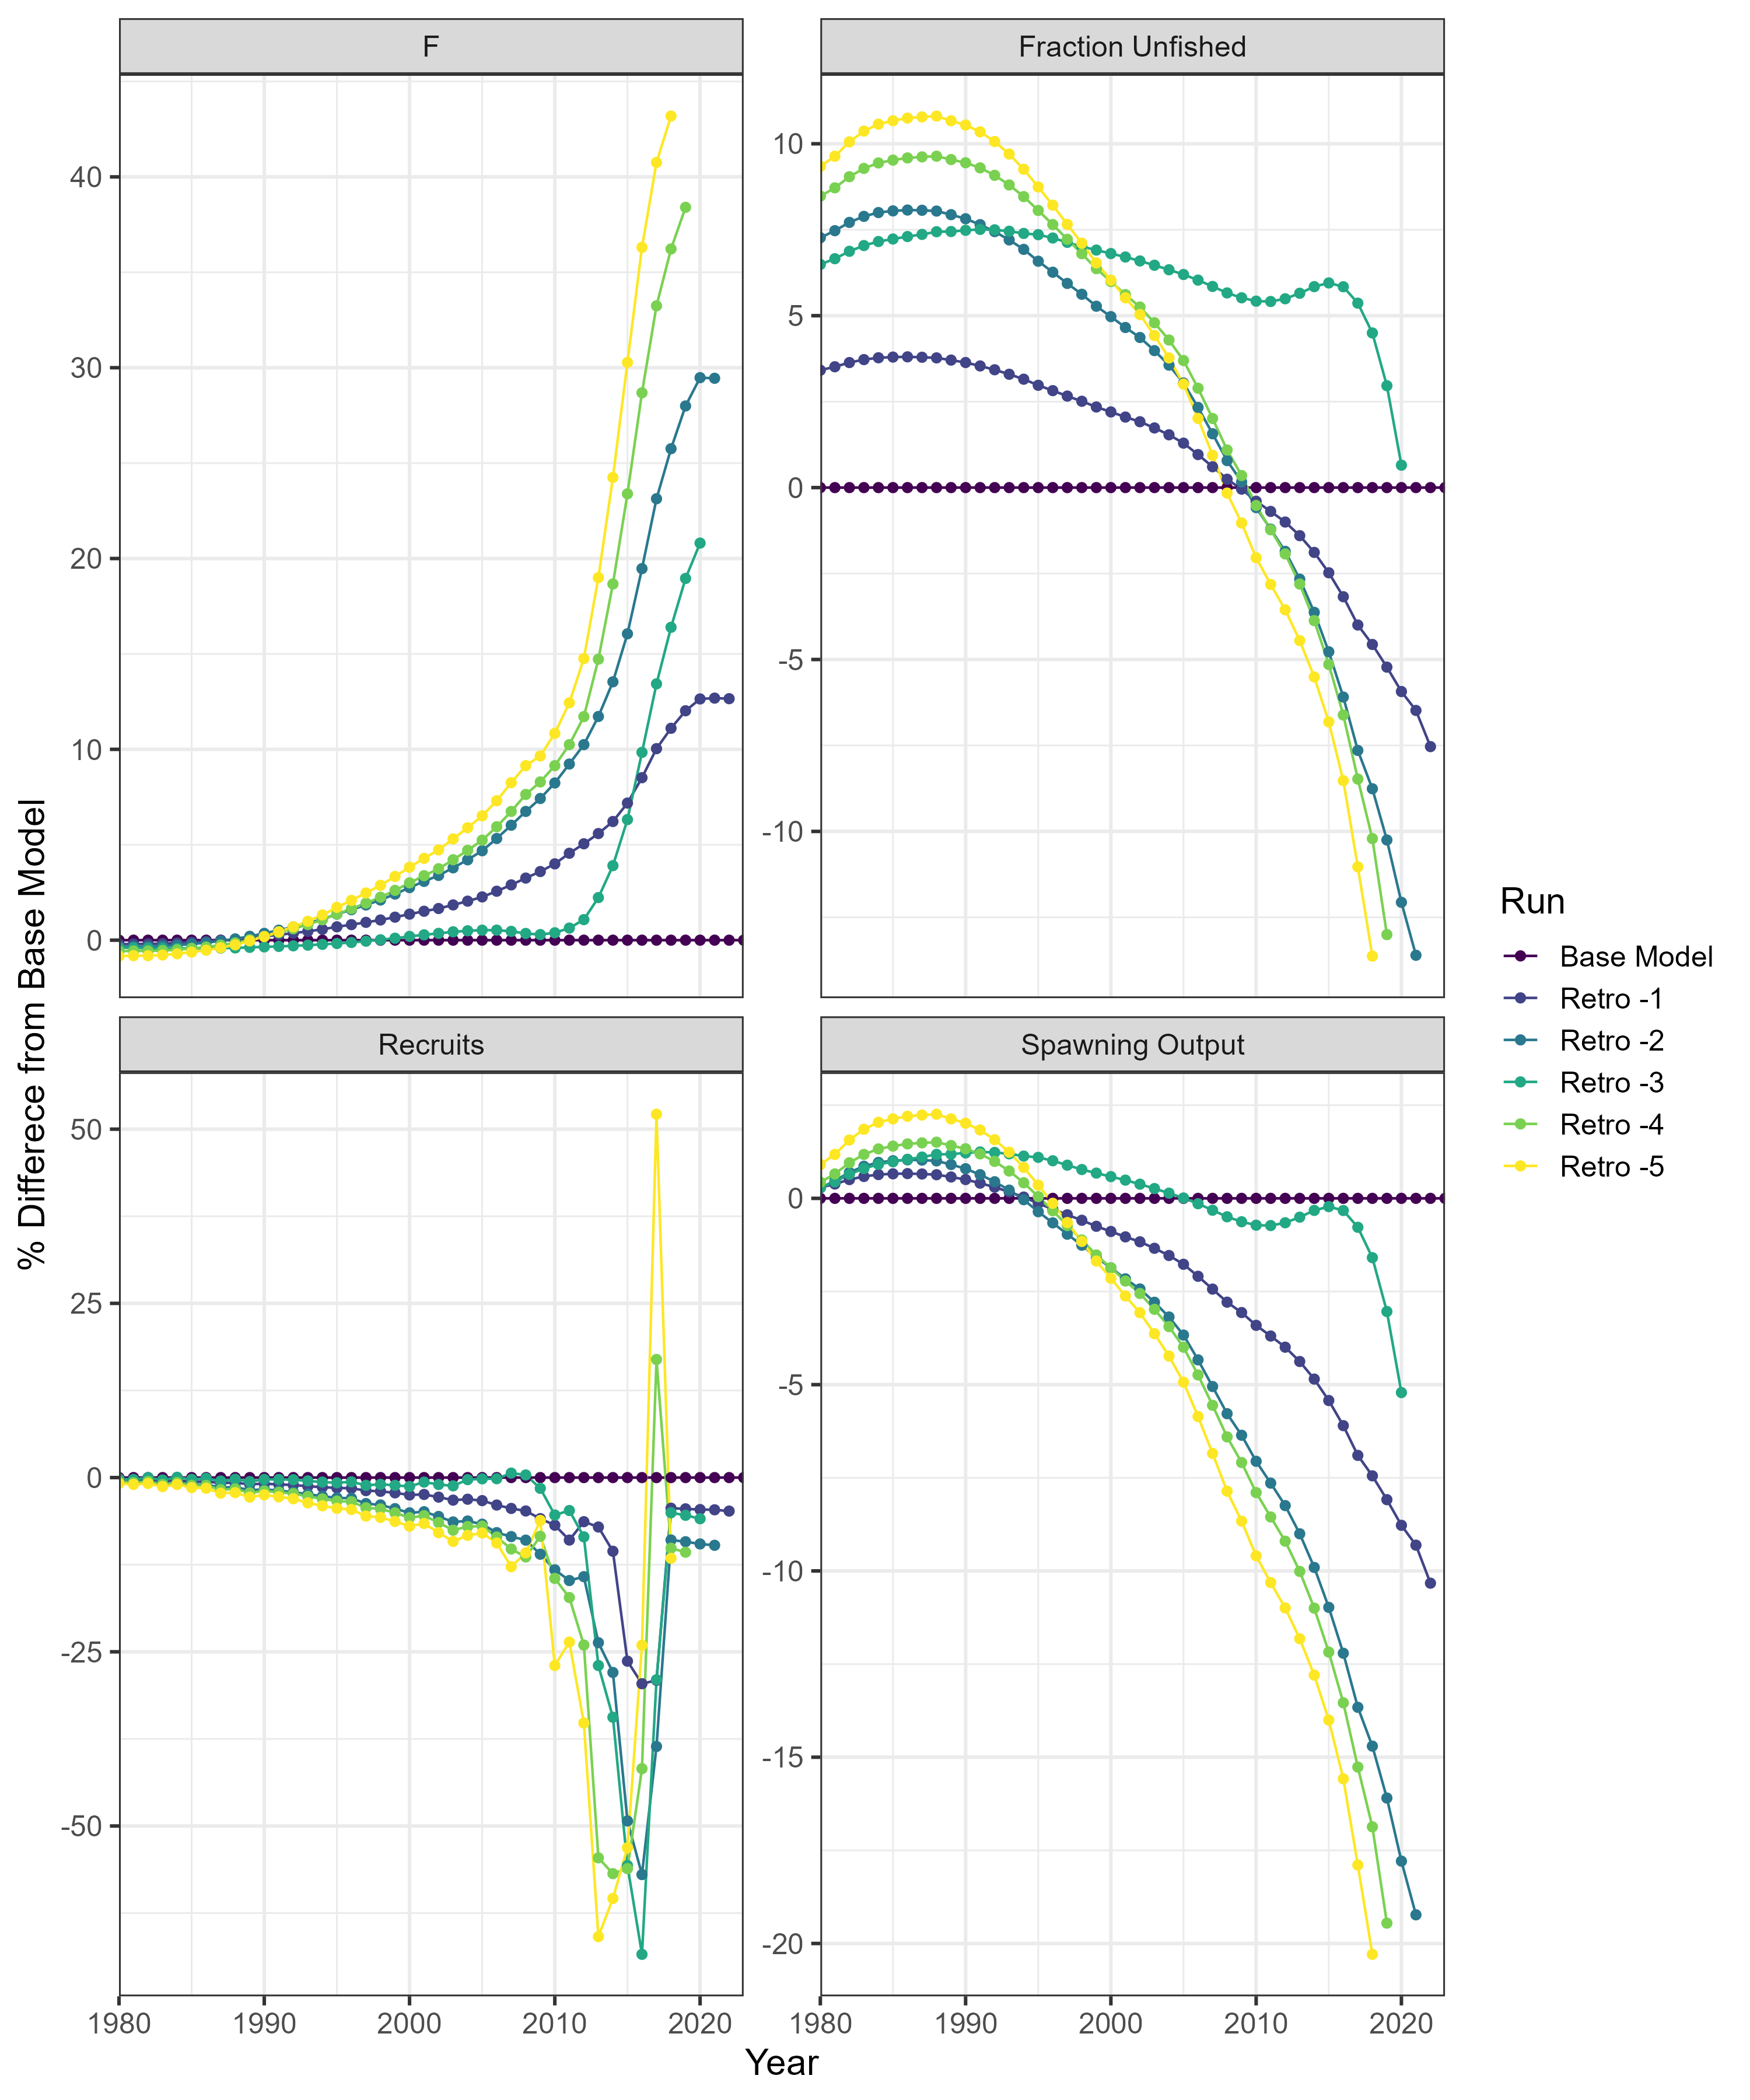 F
Fraction Unfished
40
30
20
10
0
10
5
0
-5
-10
% Differece from Base Model
Recruits
Spawning Output
50
25
0
-25
-50
0
-5
-10
-15
-20
1980 1990 2000 2010 2020
1980 1990 2000 2010 2020
Year
Run
Base Model
Retro -1
Retro -2
Retro -3
Retro -4
Retro -5